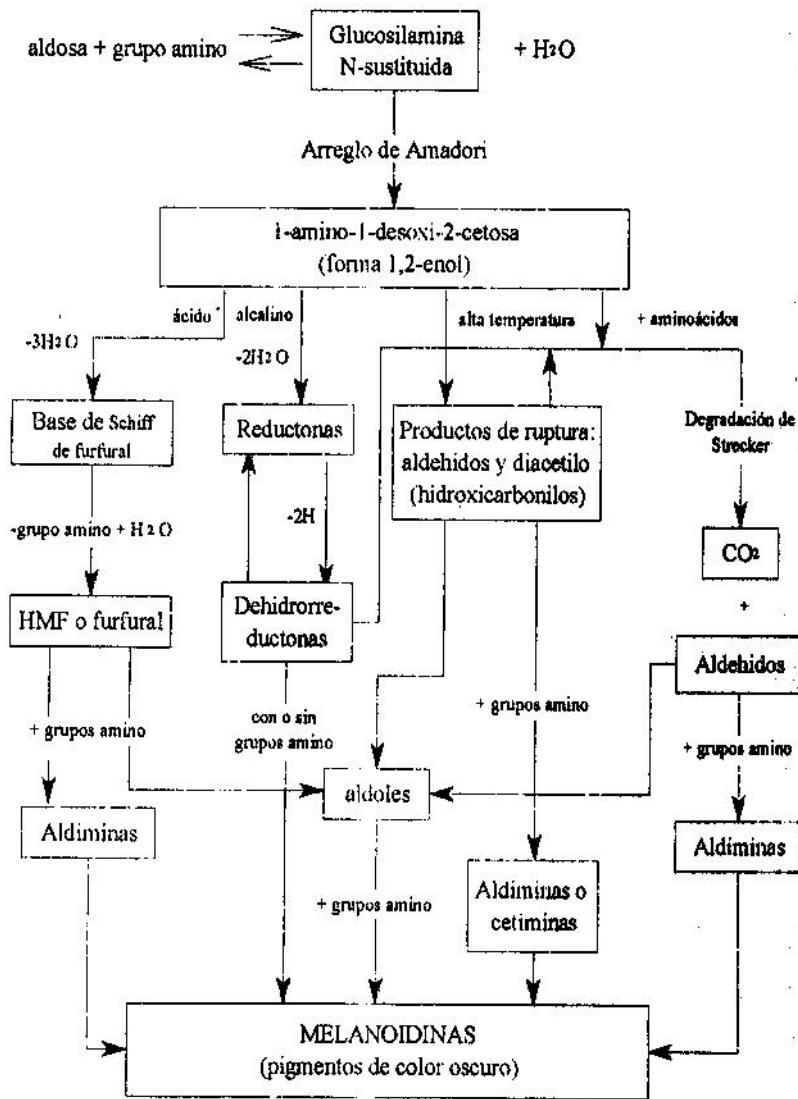 aldosa + grupo amino
Glucosilamina
N-sustituida
+ H2O
Arreglo de Amadori
1-amino-1-desoxi-2-cetosa
(forma 1,2-enol)
ácido
alcalino
alta temperatura
+ aminoácidos
-3H2O
-2H2O
Base de Schiff
de furfural
Reductonas
Productos de ruptura:
aldehidos y diacetilo
(hidroxicarbonilos)
Degradación de
Strecker
-grupo amino + H2O
-2H
CO2
+
HMF o furfural
Dehidrorre-
ductonas
Aldehidos
+ grupos amino
con o sin
grupos amino
+ grupos amino
+ grupos amino
aldoles
Aldiminas
Aldiminas
+ grupos amino
Aldiminas o
cetiminas
MELANOIDINAS
(pigmentos de color oscuro)